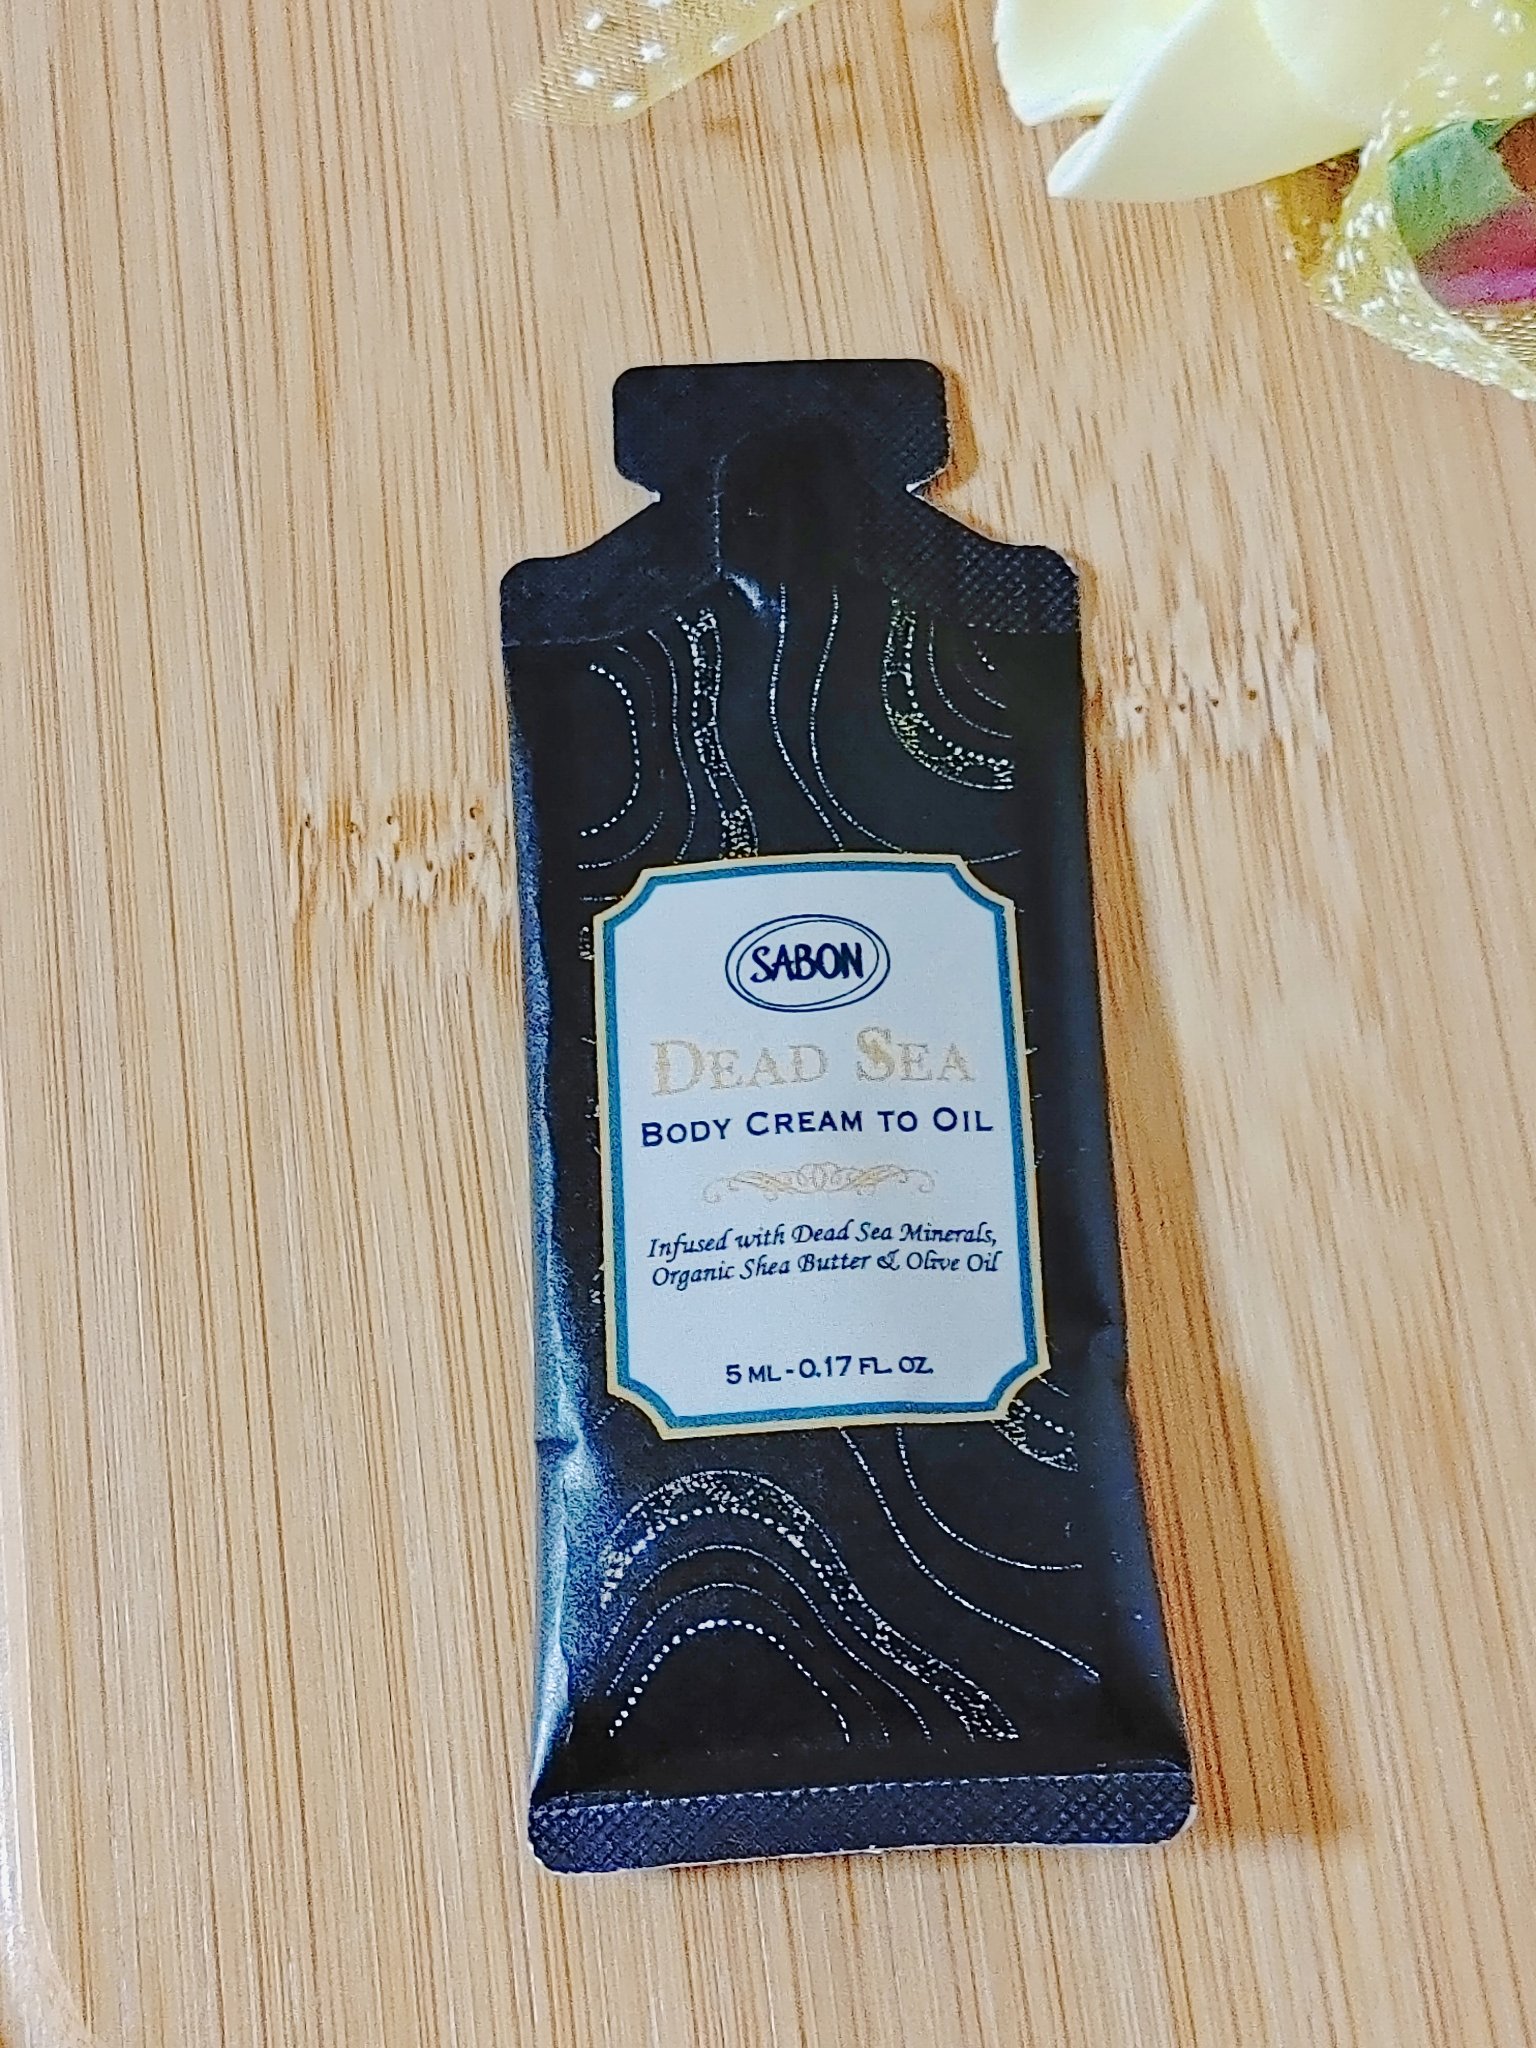 SABON
DEAD SEA
BODY CREAM TO OIL
Infused with Dead Sea Minerals,
Organic Shea Butter & Olive Oil
5 ML - 0.17 FL. OZ.